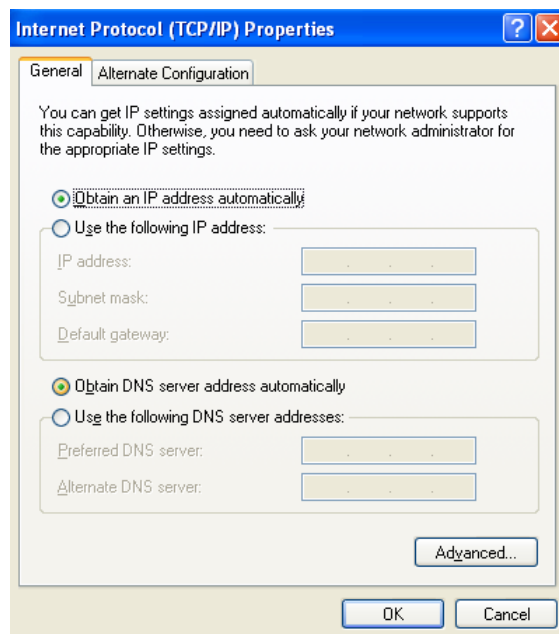 Internet Protocol (TCP/IP) Properties
General
Alternate Configuration
You can get IP settings assigned automatically if your network supports
this capability. Otherwise, you need to ask your network administrator for
the appropriate IP settings.
Obtain an IP address automatically
Use the following IP address:
IP address:
Subnet mask:
Default gateway:
Obtain DNS server address automatically
Use the following DNS server addresses:
Preferred DNS server:
Alternate DNS server:
Advanced...
OK
Cancel